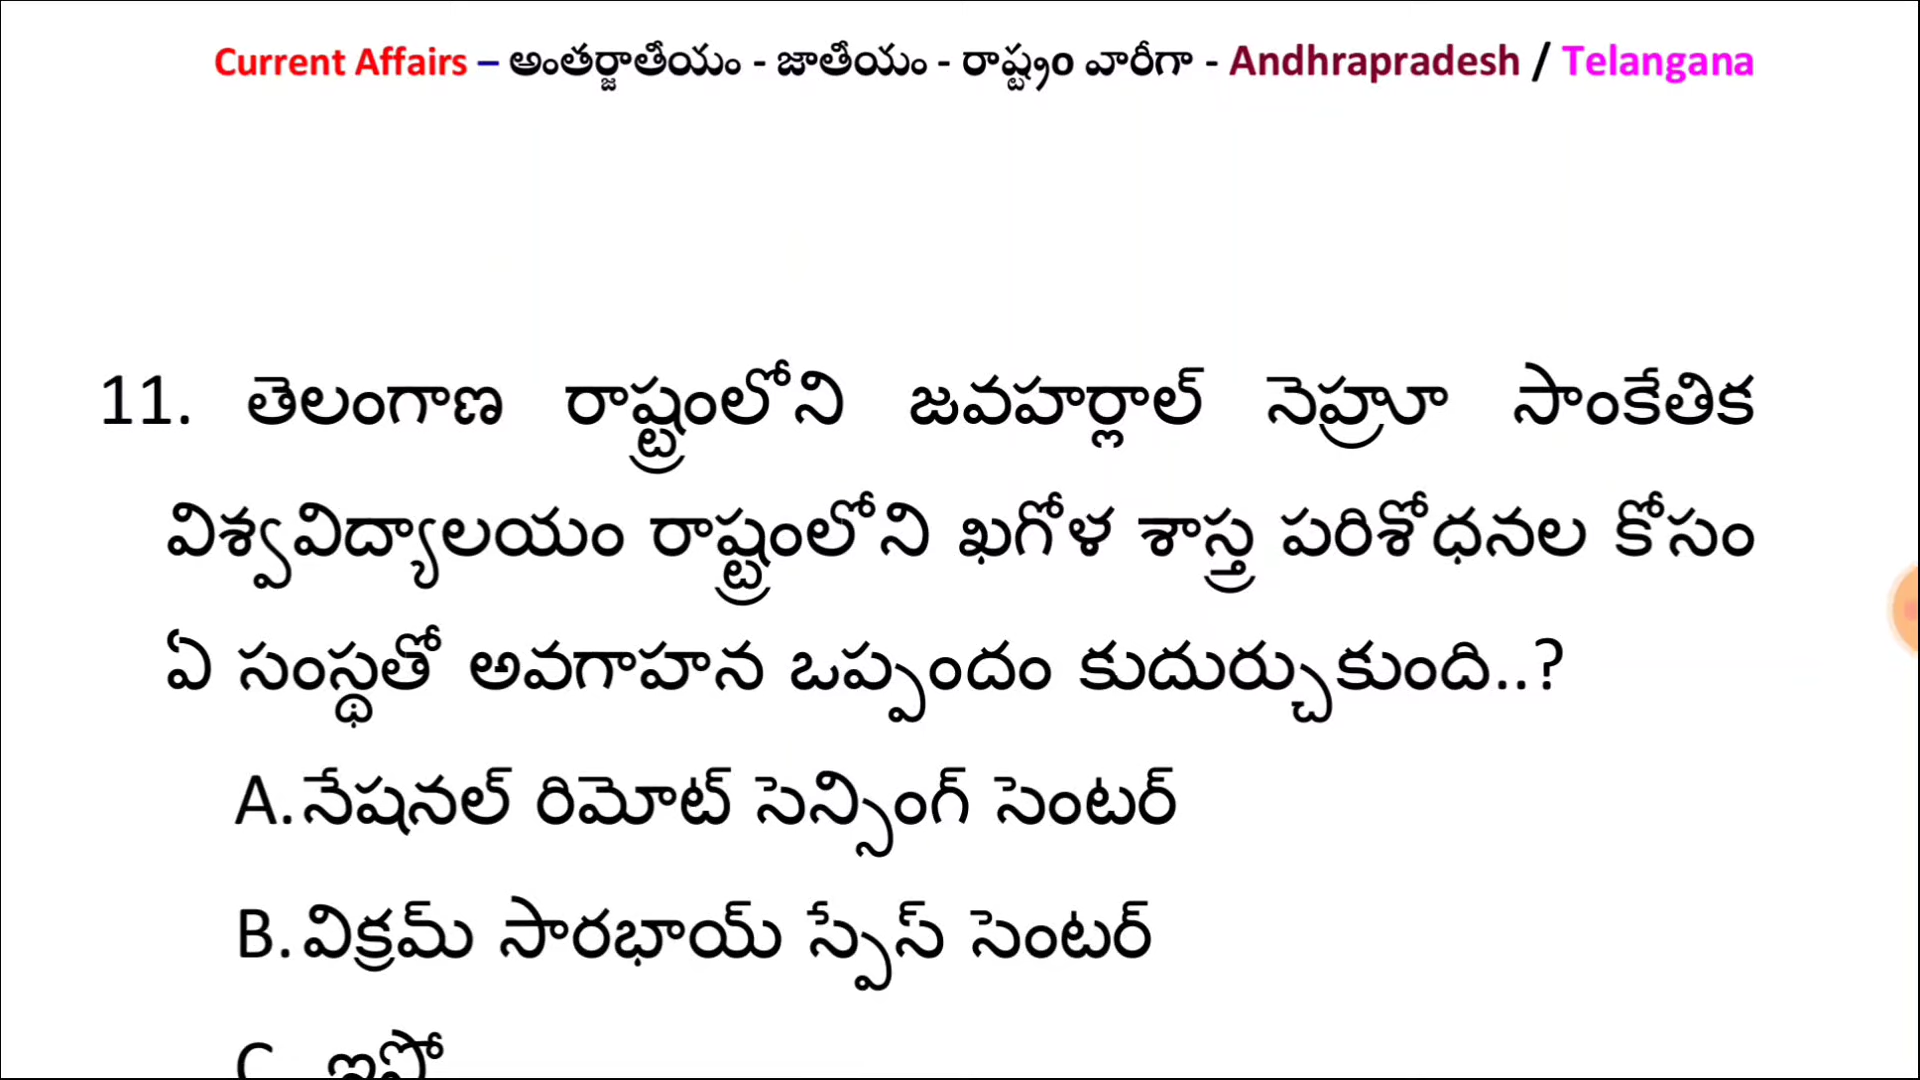 Current Affairs – అంతర్జాతీయం - జాతీయం - రాష్ట్రం వారీగా - Andhrapradesh / Telangana
11. తెలంగాణ రాష్ట్రంలోని జవహర్లాల్ నెహ్రూ సాంకేతిక
విశ్వవిద్యాలయం రాష్ట్రంలోని ఖగోళ శాస్త్ర పరిశోధనల కోసం
ఏ సంస్థతో అవగాహన ఒప్పందం కుదుర్చుకుంది..?
A. నేషనల్ రిమోట్ సెన్సింగ్ సెంటర్
B. విక్రమ్ సారభాయ్ స్పేస్ సెంటర్
C.